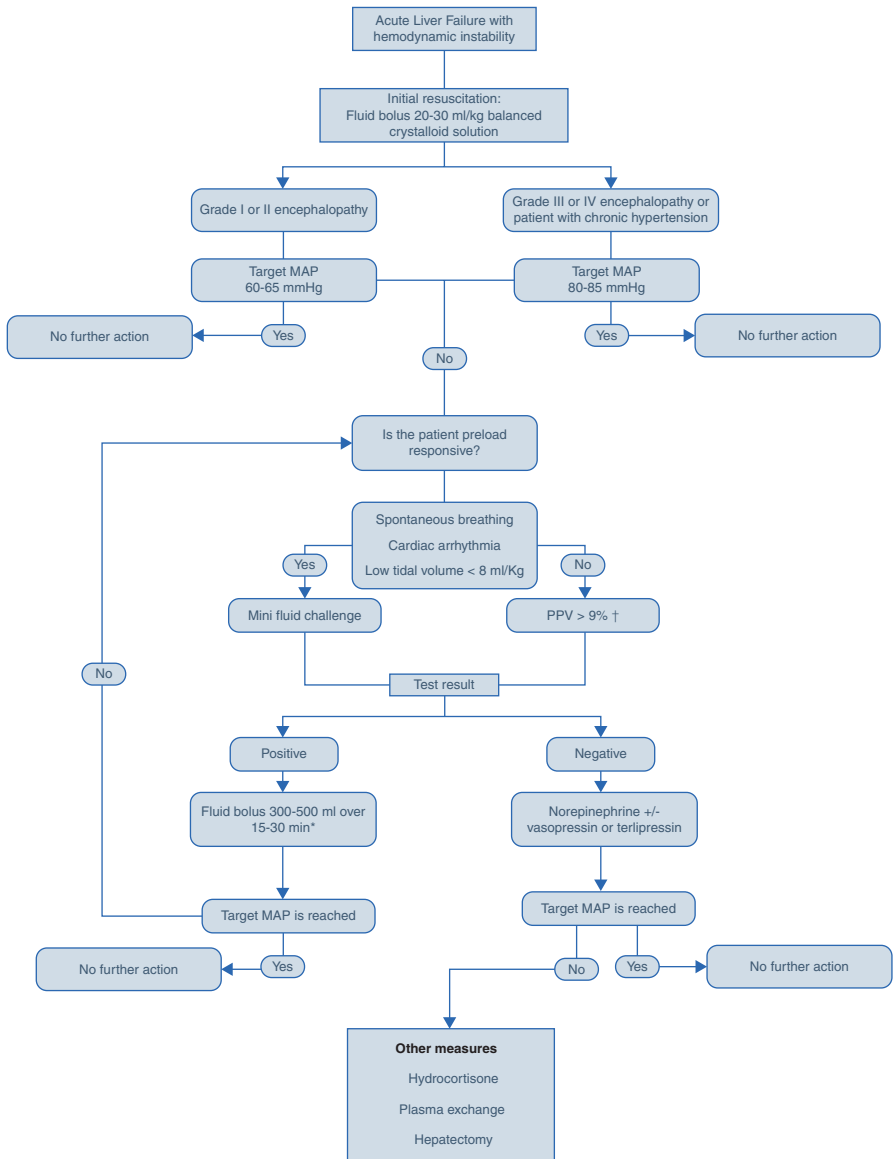 Acute Liver Failure with
hemodynamic instability
Initial resuscitation:
Fluid bolus 20-30 ml/kg balanced
crystalloid solution
Grade I or II encephalopathy
Grade III or IV encephalopathy or
patient with chronic hypertension
Target MAP
60-65 mmHg
Target MAP
80-85 mmHg
No further action
Yes
Yes
No further action
No
Is the patient preload
responsive?
Spontaneous breathing
Cardiac arrhythmia
Low tidal volume < 8 ml/Kg
Yes
No
Mini fluid challenge
PPV > 9% †
No
Test result
Positive
Negative
Fluid bolus 300-500 ml over
15-30 min*
Norepinephrine +/-
vasopressin or terlipressin
Target MAP is reached
Target MAP is reached
No further action
Yes
No
Yes
No further action
Other measures
Hydrocortisone
Plasma exchange
Hepatectomy